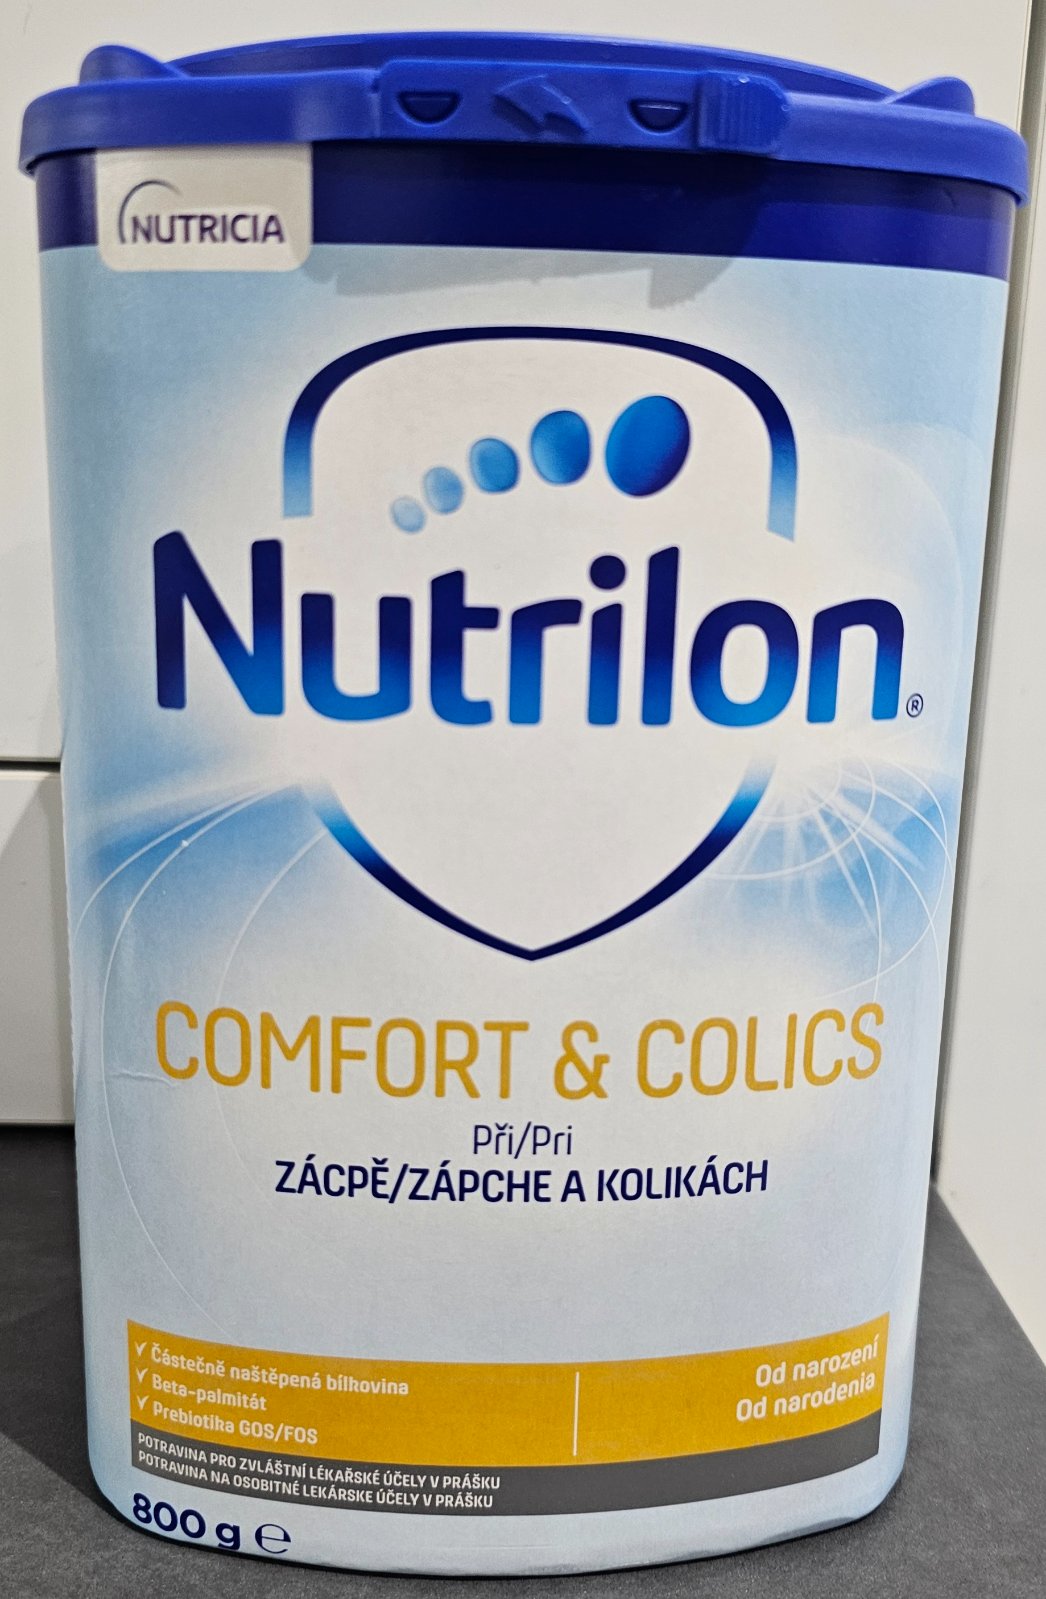 NUTRICIA
Nutrilon®
COMFORT & COLICS
Při/Pri
ZÁCPĚ/ZÁPCHE A KOLIKÁCH
✓ Částečně naštěpená bílkovina
✓ Beta-palmitát
✓ Prebiotika GOS/FOS
Od narození
Od narodenia
POTRAVINA PRO ZVLÁŠTNÍ LÉKAŘSKÉ ÚČELY V PRÁŠKU
POTRAVINA NA OSOBITNÉ LEKÁRSKE ÚČELY V PRÁŠKU
800 g ℮